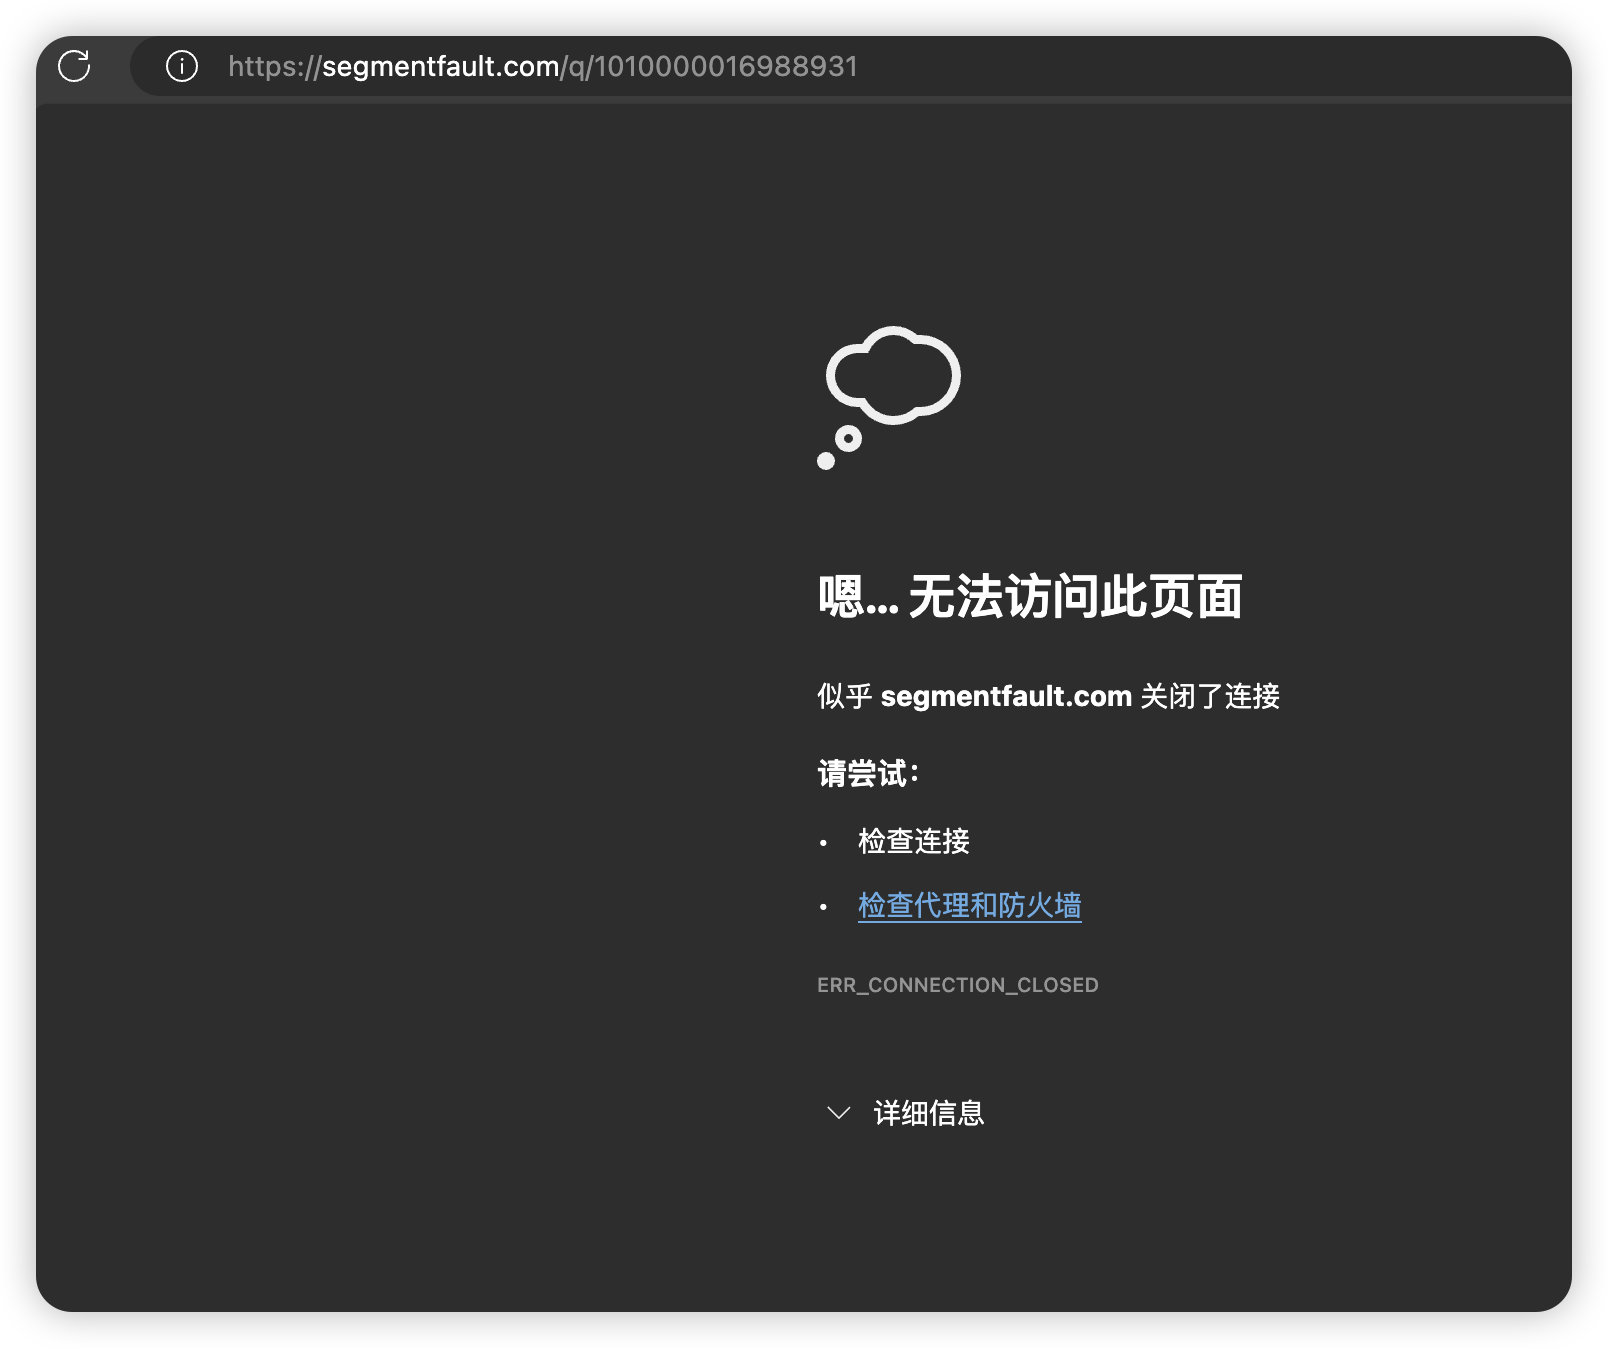 https://segmentfault.com/q/1010000016988931
嗯... 无法访问此页面
似乎 segmentfault.com 关闭了连接
请尝试：
• 检查连接
• 检查代理和防火墙
ERR_CONNECTION_CLOSED
详细信息